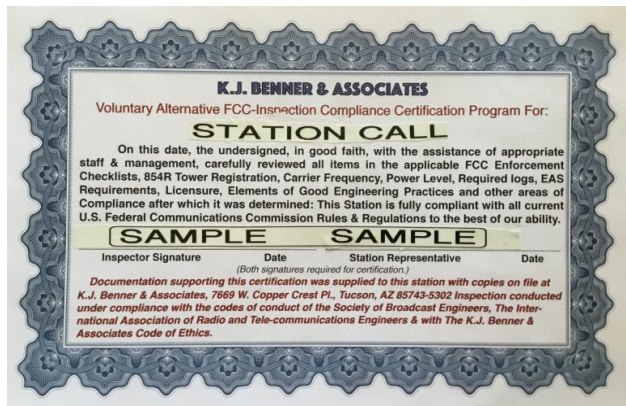 K.J. BENNER & ASSOCIATES
Voluntary Alternative FCC-Inspection Compliance Certification Program For:
STATION CALL
On this date, the undersigned, in good faith, with the assistance of appropriate
staff & management, carefully reviewed all items in the applicable FCC Enforcement
Checklists, 854R Tower Registration, Carrier Frequency, Power Level, Required logs, EAS
Requirements, Licensure, Elements of Good Engineering Practices and other areas of
Compliance after which it was determined: This Station is fully compliant with all current
U.S. Federal Communications Commission Rules & Regulations to the best of our ability.
SAMPLE SAMPLE
Inspector Signature Date Station Representative Date
(Both signatures required for certification.)
Documentation supporting this certification was supplied to this station with copies on file at
K.J. Benner & Associates, 7669 W. Copper Crest Pl., Tucson, AZ 85743-5302 Inspection conducted
under compliance with the codes of conduct of the Society of Broadcast Engineers, The Inter-
national Association of Radio and Tele-communications Engineers & with The K.J. Benner &
Associates Code of Ethics.